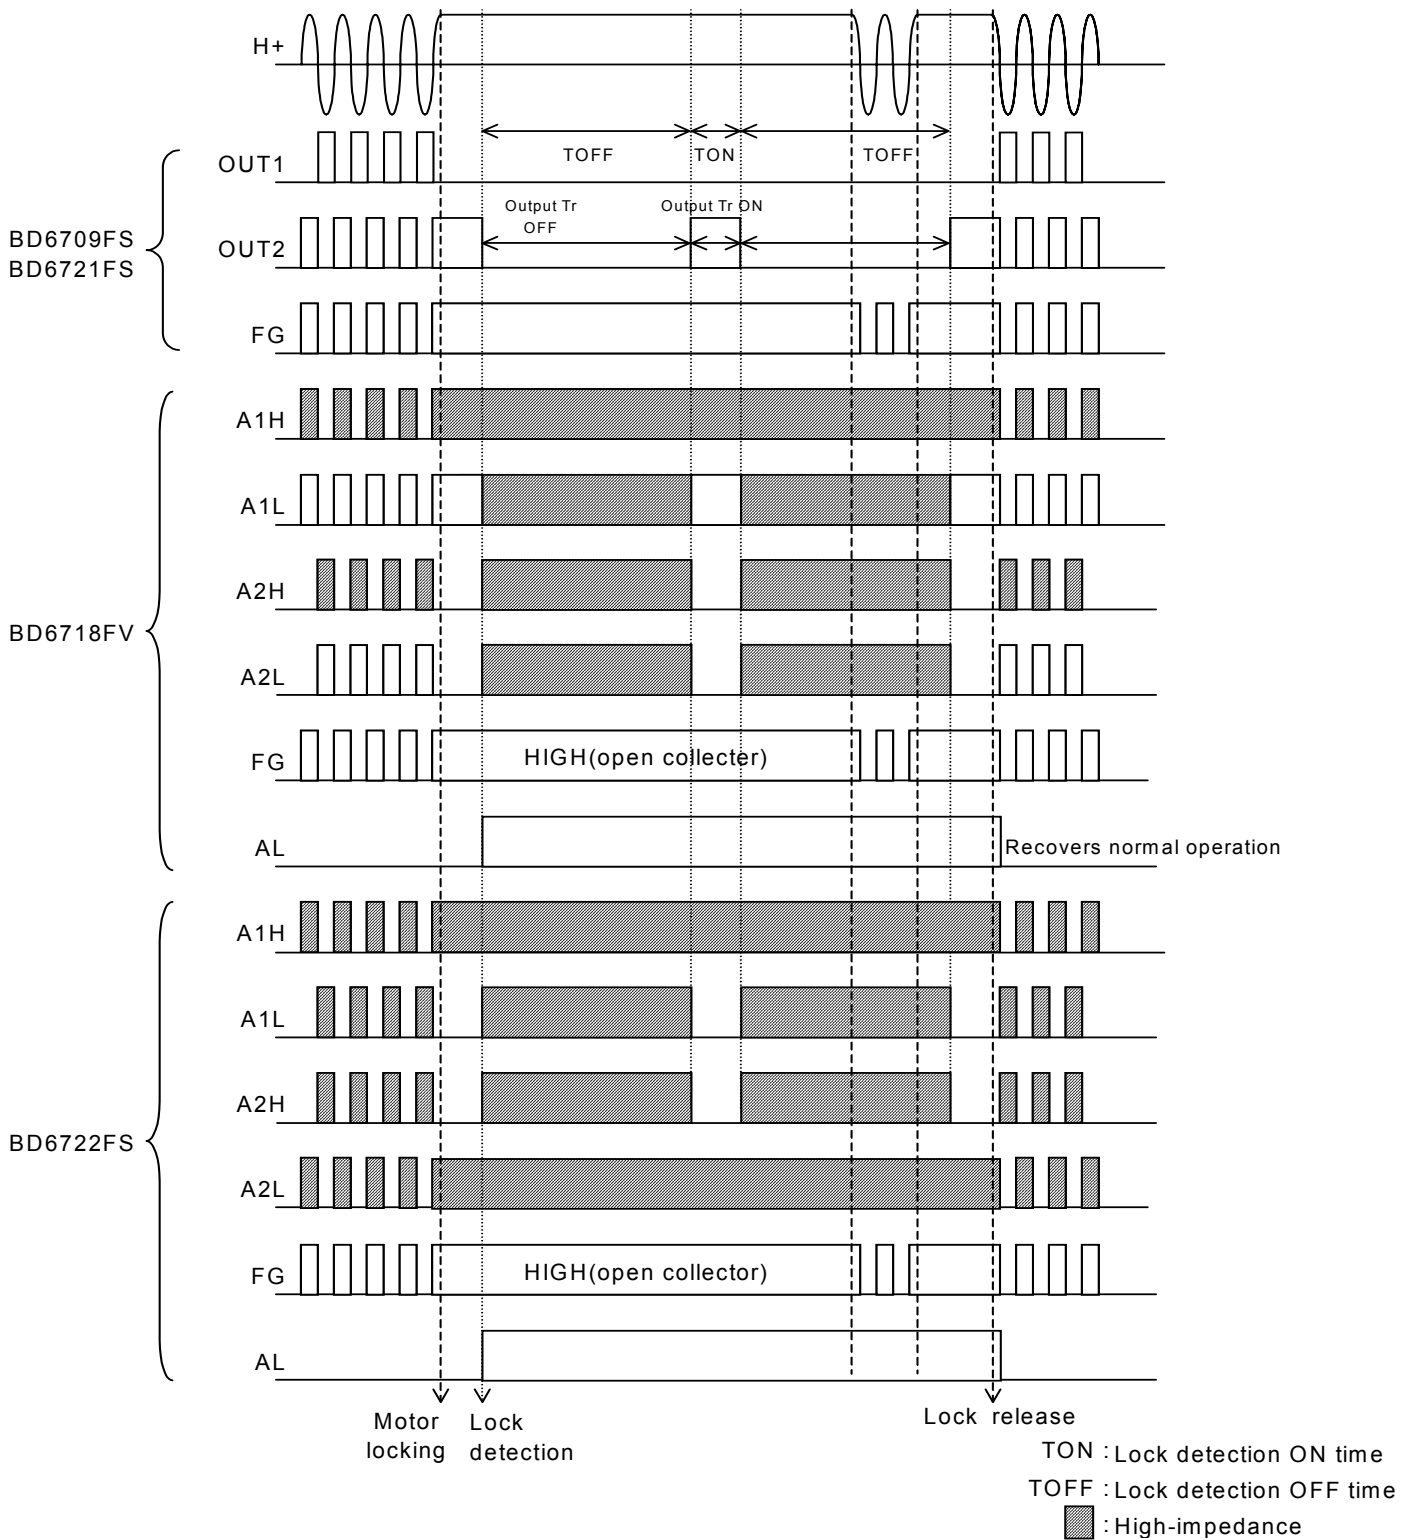 H+
TOFF
TON
TOFF
OUT1
Output Tr
OFF
Output Tr ON
BD6709FS
BD6721FS
OUT2
FG
A1H
A1L
A2H
BD6718FV
A2L
FG
HIGH(open collecter)
AL
Recovers normal operation
A1H
A1L
A2H
BD6722FS
A2L
FG
HIGH(open collector)
AL
Motor
locking
Lock
detection
Lock release
TON : Lock detection ON time
TOFF : Lock detection OFF time
: High-impedance